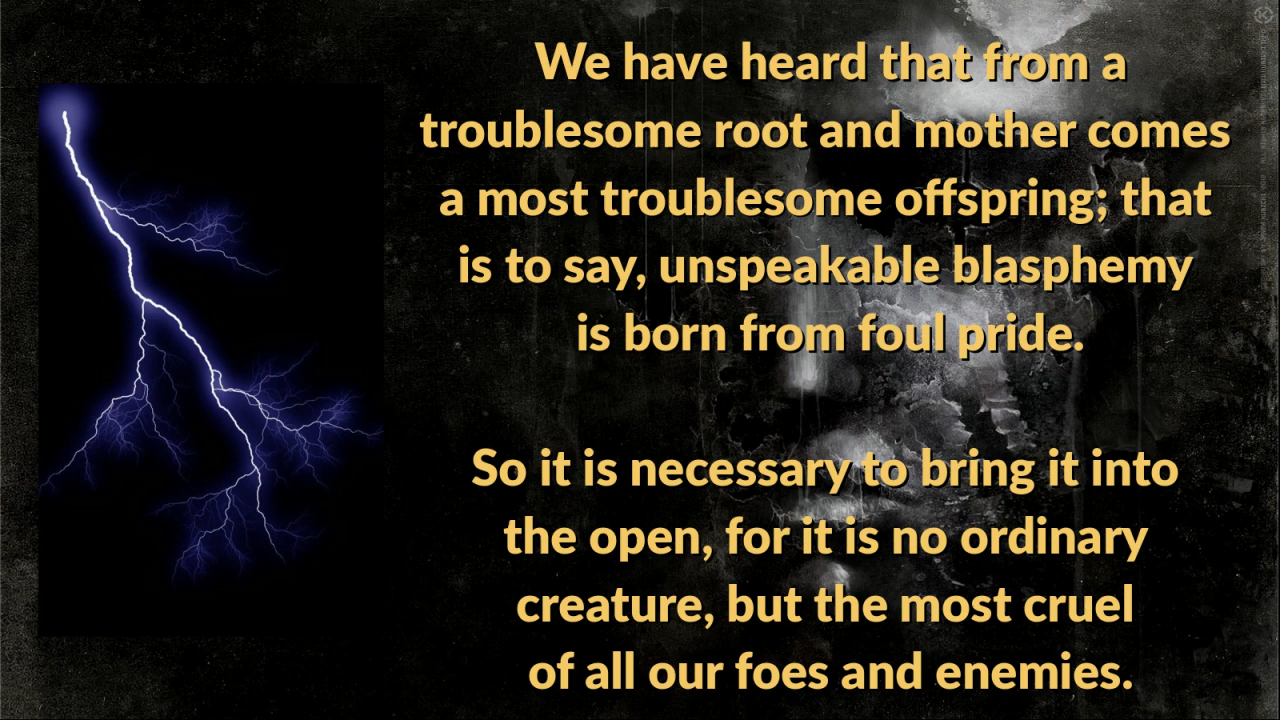 We have heard that from a
troublesome root and mother comes
a most troublesome offspring; that
is to say, unspeakable blasphemy
is born from foul pride.
So it is necessary to bring it into
the open, for it is no ordinary
creature, but the most cruel
of all our foes and enemies.